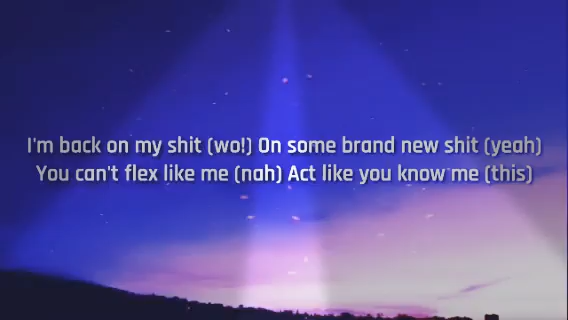 I'm back on my shit (wo!) On some brand new shit (yeah)
You can't flex like me (nah) Act like you know me (this)